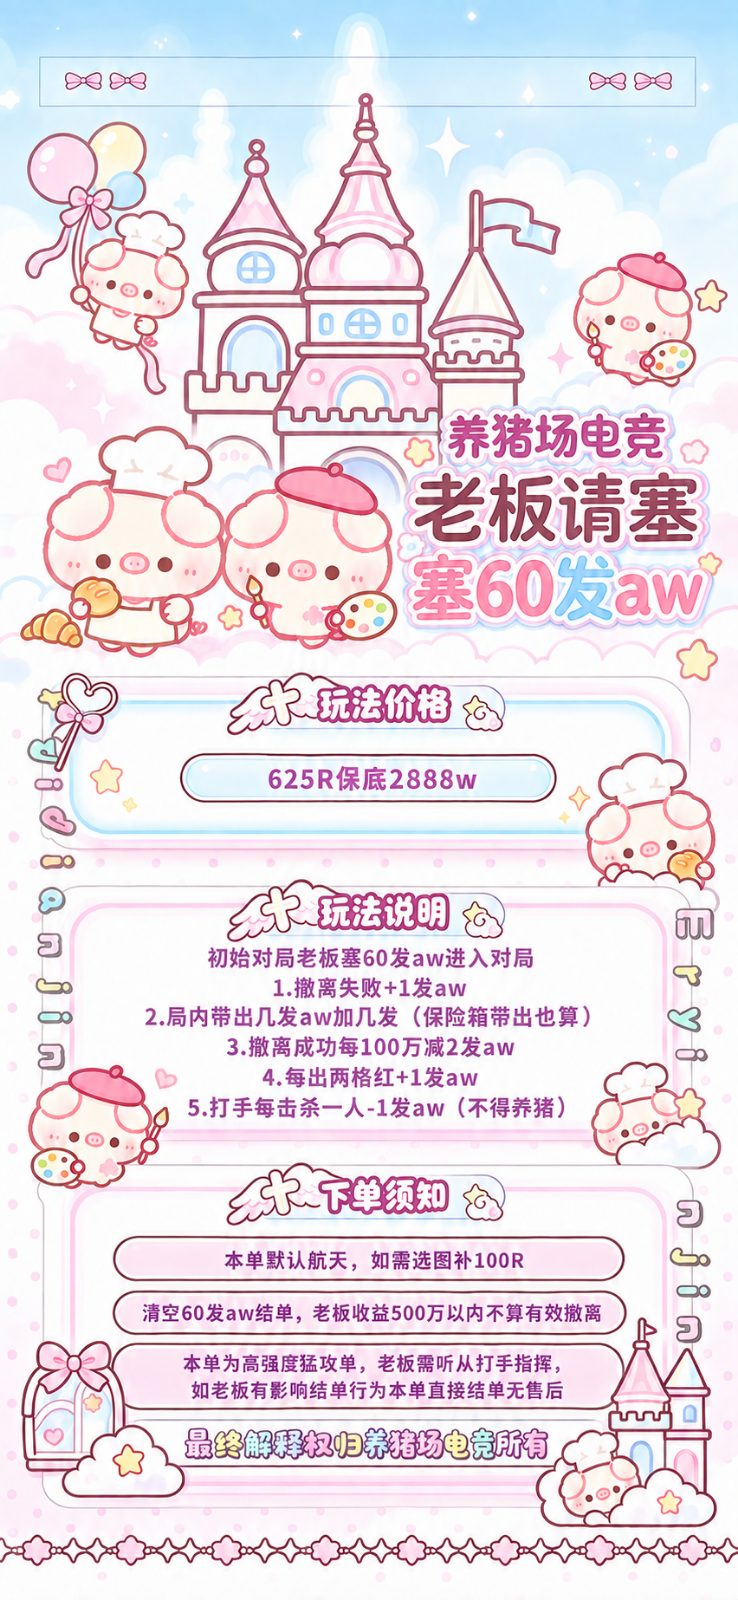 养猪场电竞
老板请塞
塞60发aw
玩法价格
625R保底2888w
yidianjin
玩法说明
初始对局老板塞60发aw进入对局
1.撤离失败+1发aw
2.局内带出几发aw加几发（保险箱带出也算）
3.撤离成功每100万减2发aw
4.每出两格红+1发aw
5.打手每击杀一人-1发aw（不得养猪）
Eryi
下单须知
本单默认航天，如需选图补100R
清空60发aw结单，老板收益500万以内不算有效撤离
本单为高强度猛攻单，老板需听从打手指挥，
如老板有影响结单行为本单直接结单无售后
njin
最终解释权归养猪场电竞所有